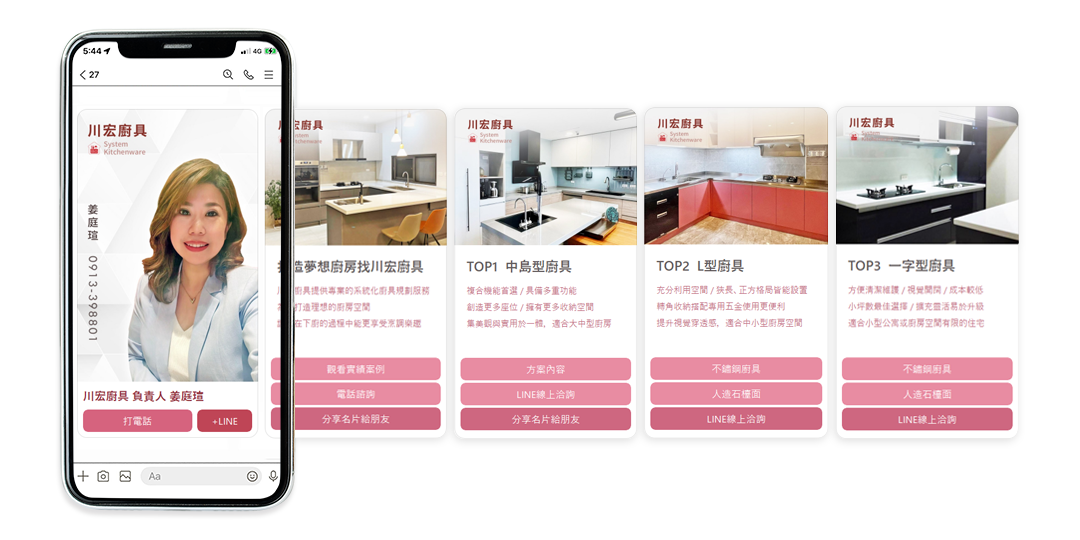 5:44
4G
27
川宏廚具
System
Kitchenware
姜庭瑄 0913-398801
川宏廚具 負責人 姜庭瑄
打電話
+LINE
Aa
宏廚具
System
Kitchenware
造夢想廚房找川宏廚具
廚具提供專業的系統化廚具規劃服務
打造理想的廚房空間
在下廚的過程中能更享受烹調樂趣
觀看實績案例
電話諮詢
分享名片給朋友
川宏廚具
System
Kitchenware
TOP1 中島型廚具
複合機能首選 / 具備多重功能
創造更多座位 / 擁有更多收納空間
集美觀與實用於一體，適合大中型廚房
方案內容
LINE線上洽詢
分享名片給朋友
川宏廚具
System
Kitchenware
TOP2 L型廚具
充分利用空間 / 狹長、正方格局皆能設置
轉角收納搭配專用五金使用更便利
提升視覺穿透感，適合中小型廚房空間
不鏽鋼廚具
人造石檯面
LINE線上洽詢
川宏廚具
System
TOP3 一字型廚具
方便清潔維護 / 視覺開闊 / 成本較低
小坪數最佳選擇 / 擴充靈活易於升級
適合小型公寓或廚房空間有限的住宅
不鏽鋼廚具
人造石檯面
LINE線上洽詢